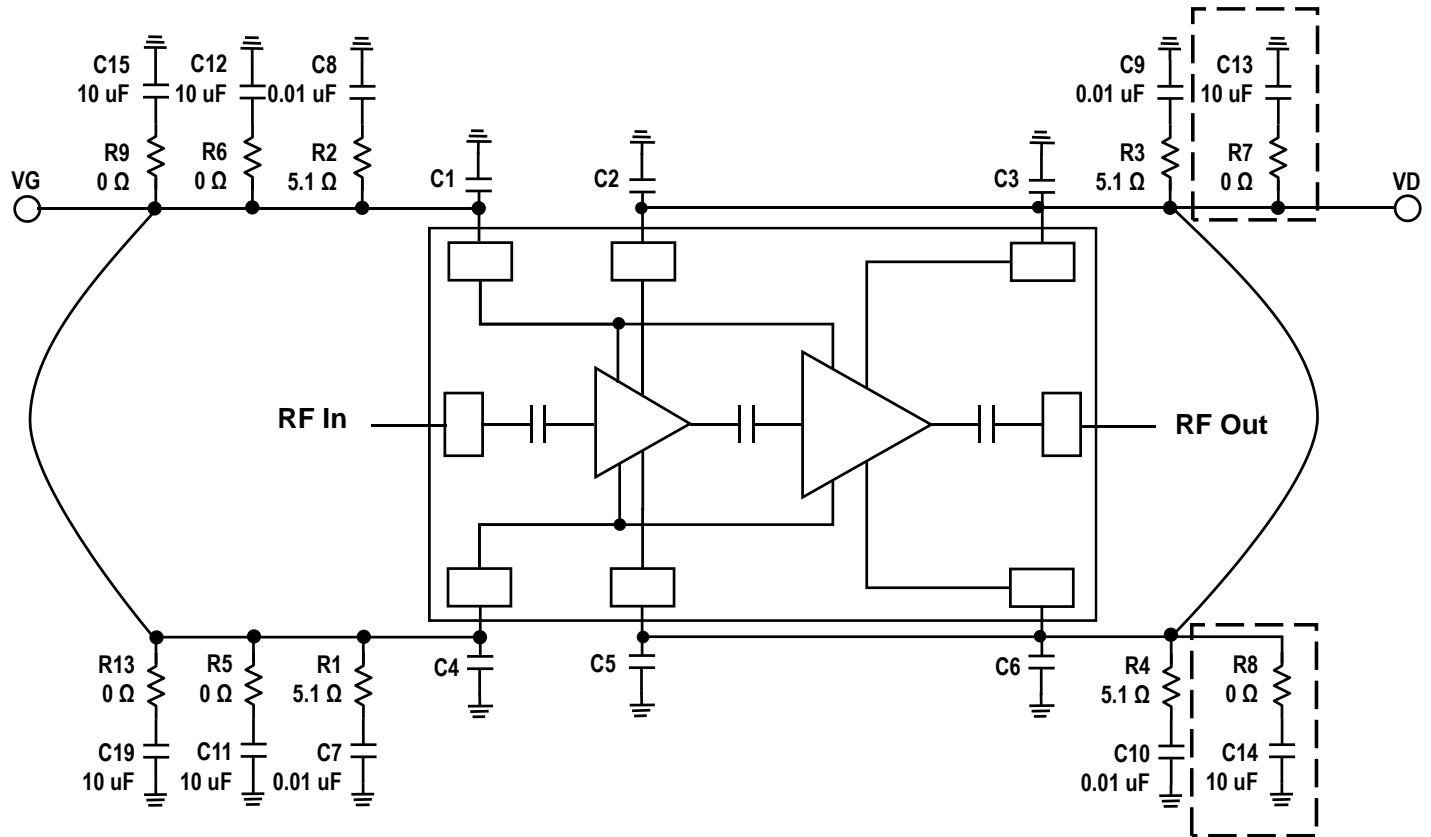 C15
10 uF
C12
10 uF
C8
0.01 uF
C9
0.01 uF
C13
10 uF
R9
0 Ω
R6
0 Ω
R2
5.1 Ω
C1
C2
C3
R3
5.1 Ω
R7
0 Ω
VG
VD
RF In
RF Out
R13
0 Ω
R5
0 Ω
R1
5.1 Ω
C4
C5
C6
R4
5.1 Ω
R8
0 Ω
C19
10 uF
C11
10 uF
C7
0.01 uF
C10
0.01 uF
C14
10 uF